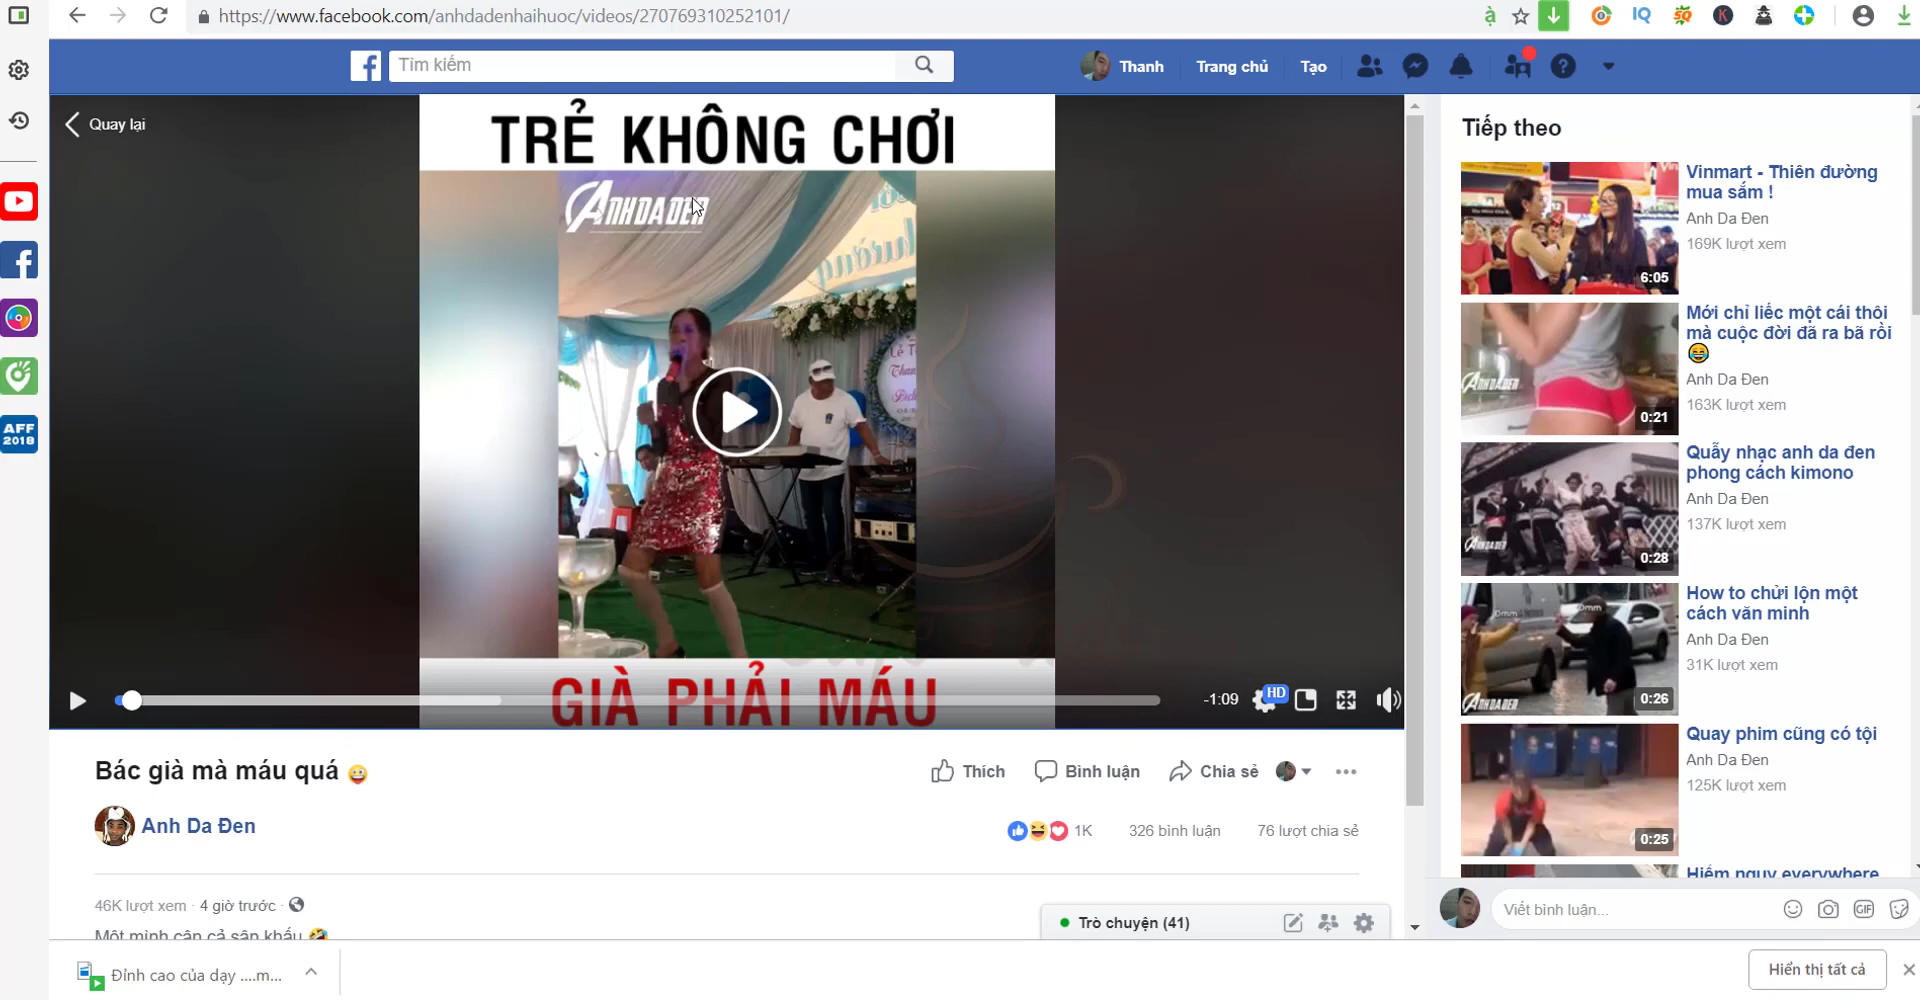 https://www.facebook.com/anhdadenhaihuoc/videos/270769310252101/
Tìm kiếm
Thanh
Trang chủ
Tạo
Quay lại
TRẺ KHÔNG CHƠI
ANHDADEN
GIÀ PHẢI MÁU
-1:09
HD
Bác già mà máu quá
Thích
Bình luận
Chia sẻ
Anh Da Đen
1K
326 bình luận
76 lượt chia sẻ
46K lượt xem · 4 giờ trước ·
Một mình cân cả sân khấu
Trò chuyện (41)
Tiếp theo
Vinmart - Thiên đường
mua sắm !
Anh Da Đen
169K lượt xem
6:05
Mới chỉ liếc một cái thôi
mà cuộc đời đã ra bã rồi
Anh Da Đen
163K lượt xem
ANHDADEN
0:21
Quẫy nhạc anh da đen
phong cách kimono
Anh Da Đen
137K lượt xem
ANHDADEN
0:28
How to chửi lộn một
cách văn minh
Anh Da Đen
31K lượt xem
ANHDADEN
0:26
Quay phim cũng có tội
Anh Da Đen
125K lượt xem
0:25
Hiểm nguy everywhere
Viết bình luận...
GIF
AFF
2018
Đỉnh cao của dạy ....m...
Hiển thị tất cả